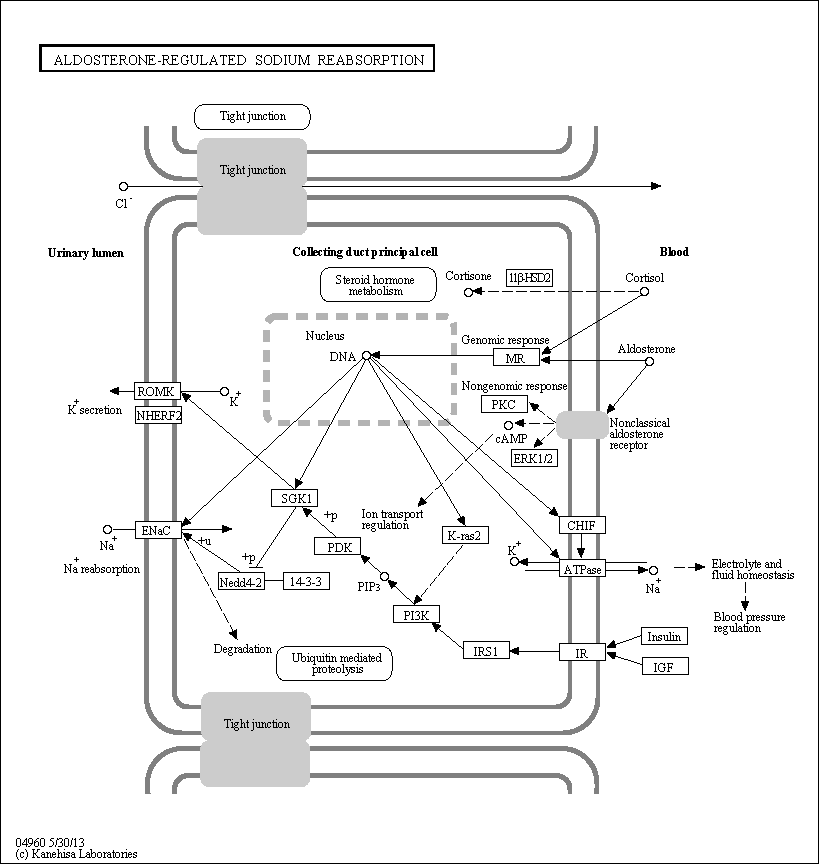 ALDOSTERONE-REGULATED SODIUM REABSORPTION
Tight junction
Tight junction
Cl -
Urinary lumen
Collecting duct principal cell
Blood
Steroid hormone
metabolism
Cortisone
11β-HSD2
Cortisol
Nucleus
DNA
Genomic response
MR
Aldosterone
Nongenomic response
PKC
cAMP
ERK1/2
Nonclassical
aldosterone
receptor
ROMK
K+
K+ secretion
NHERF2
SGK1
Ion transport
regulation
+p
K-ras2
CHIF
ENaC
Na+
+u
Na+ reabsorption
PDK
+p
Nedd4-2
14-3-3
PIP3
K+
ATPase
Na+
Electrolyte and
fluid homeostasis
Blood pressure
regulation
PI3K
Degradation
Ubiquitin mediated
proteolysis
IRS1
IR
Insulin
IGF
Tight junction
04960 5/30/13
(c) Kanehisa Laboratories